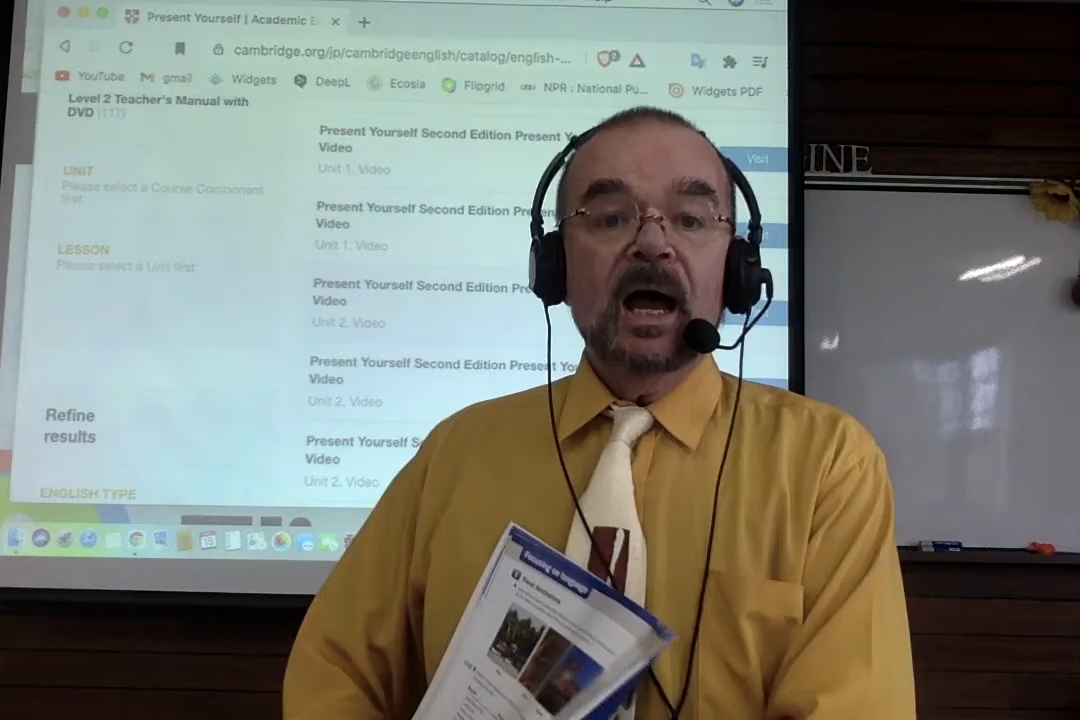 Present Yourself | Academic E
cambridge.org/jp/cambridgeenglish/catalog/english-...
YouTube
gmail
Widgets
DeepL
Ecosia
Flipgrid
NPR : National Pu...
Widgets PDF
Level 2 Teacher's Manual with
DVD (117)
UNIT
Please select a Course Component
first
LESSON
Please select a Unit first
Refine
results
ENGLISH TYPE
Present Yourself Second Edition Present Y
Video
Unit 1, Video
Visit
Present Yourself Second Edition Presen
Video
Unit 1, Video
Present Yourself Second Edition Pre
Video
Unit 2, Video
Present Yourself Second Edition Present Yo
Video
Unit 2, Video
Present Yourself S
Video
Unit 2, Video
INE
Focusing on language